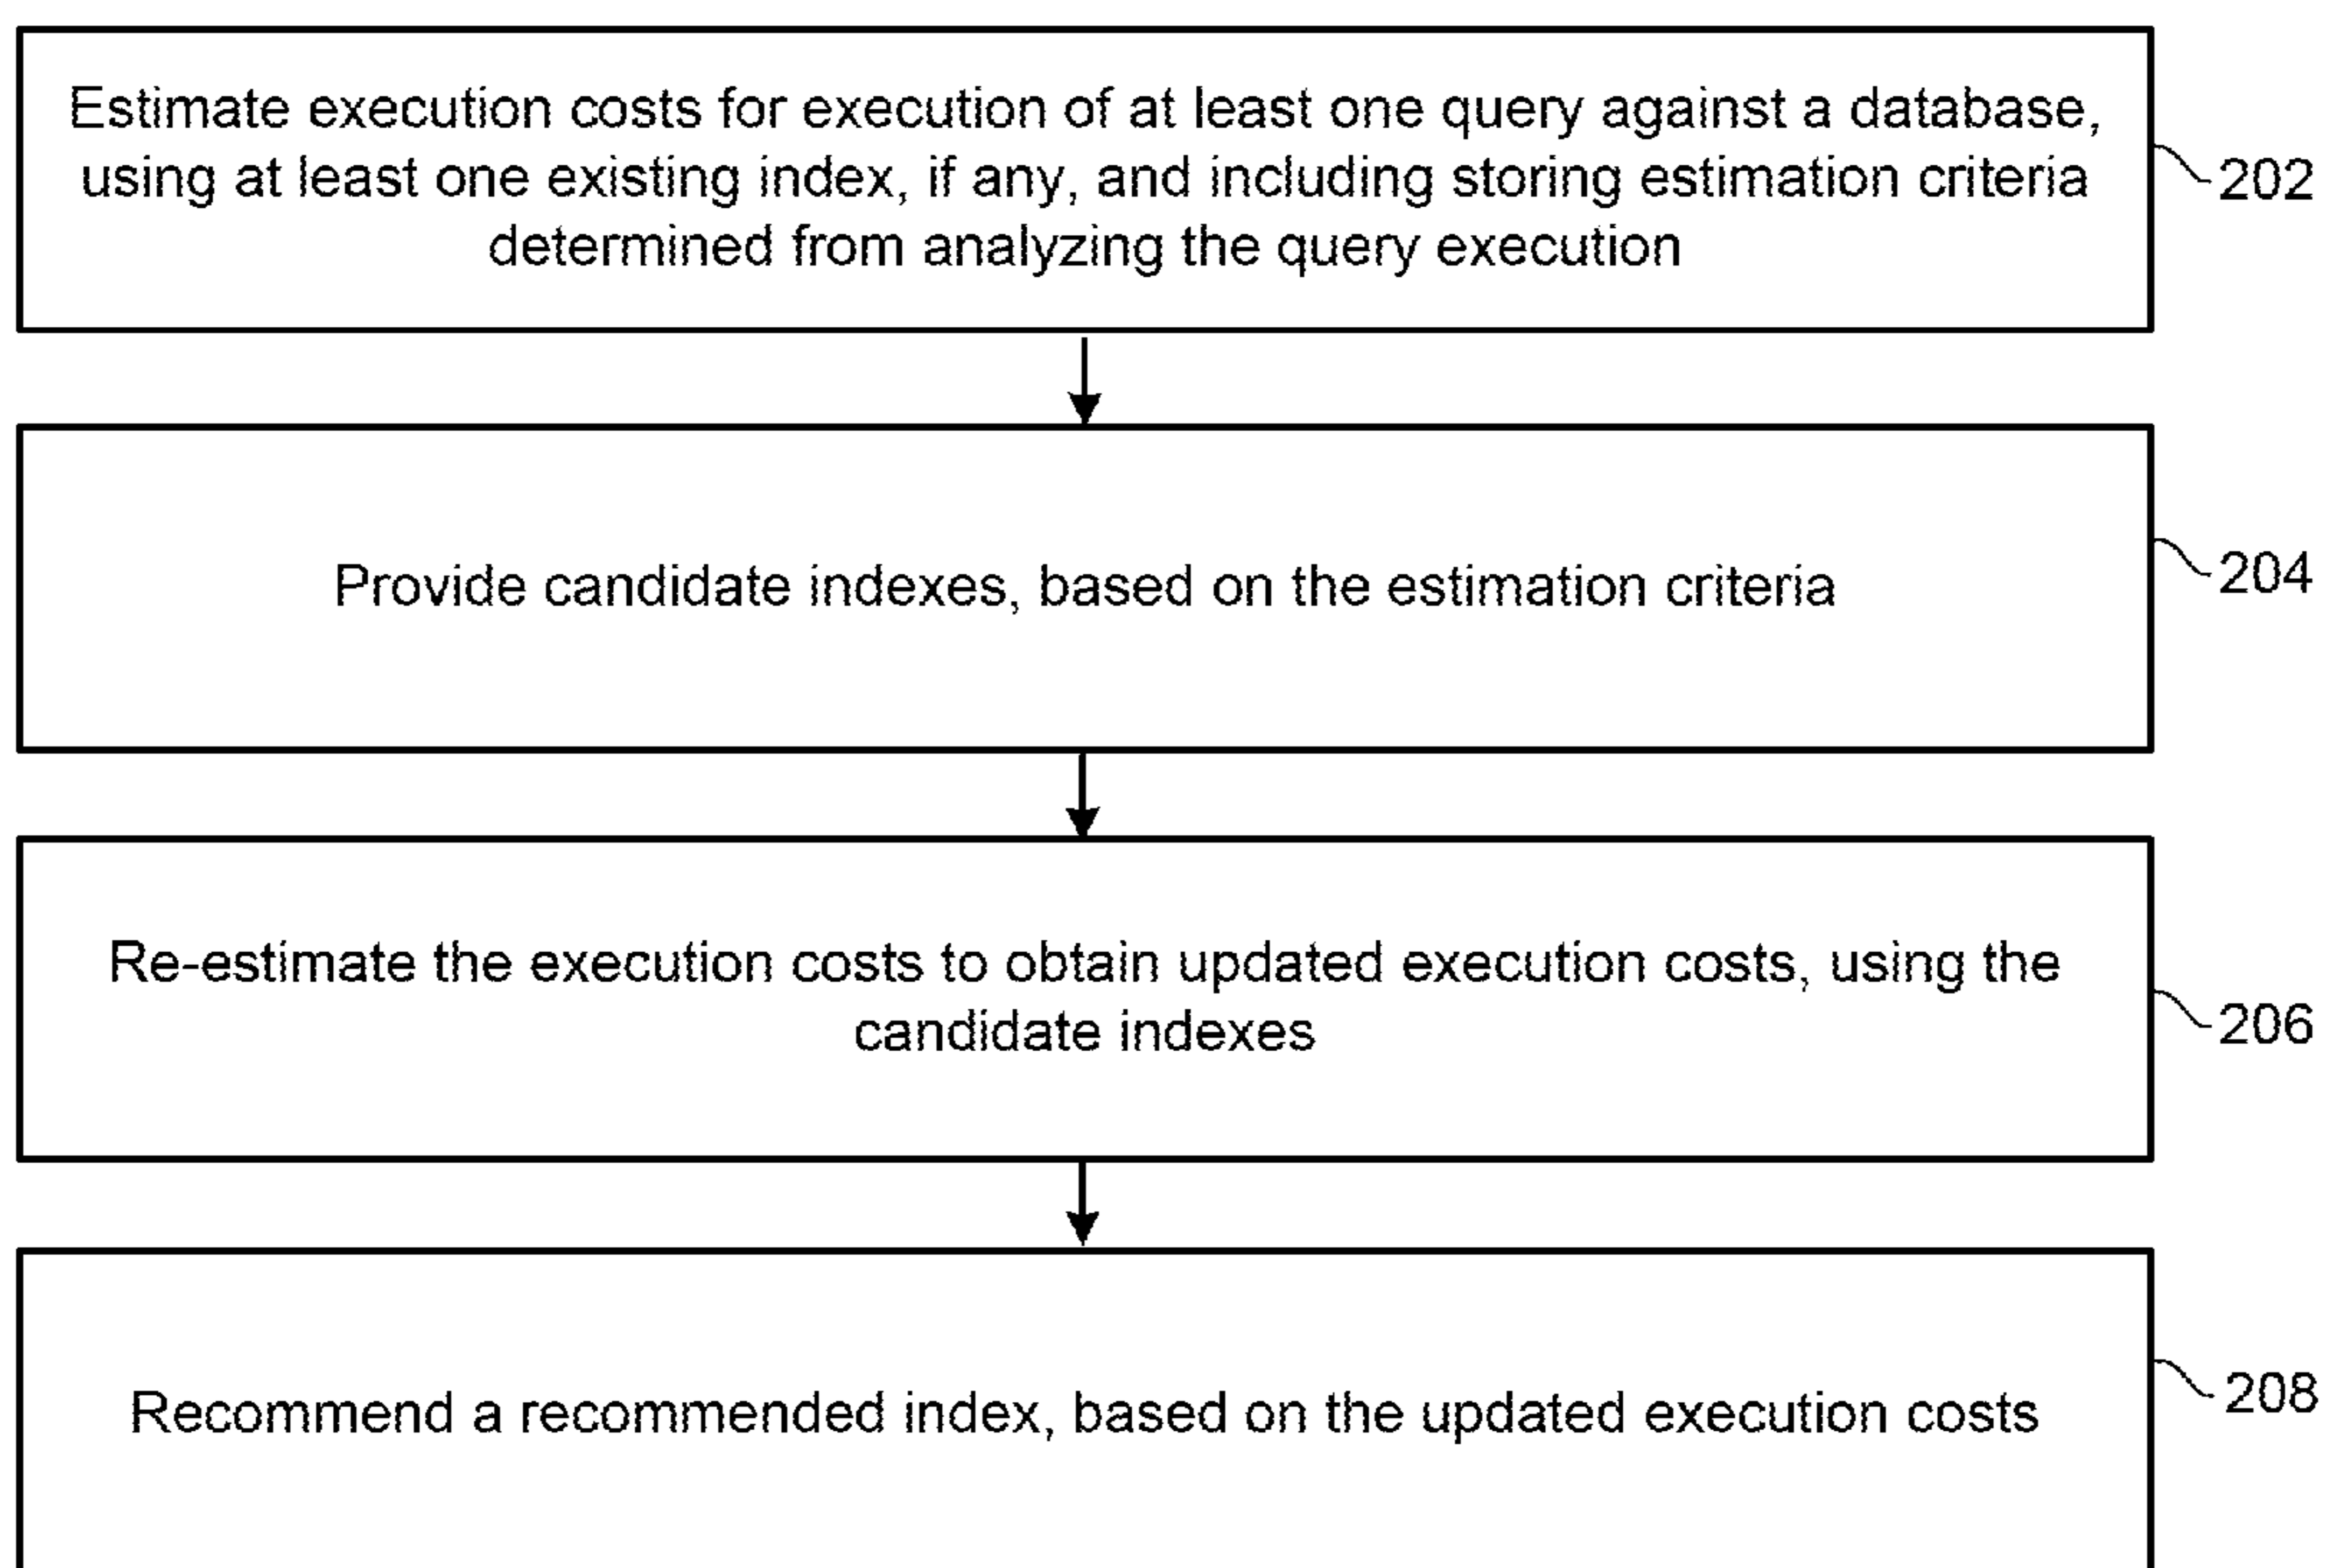 Estimate execution costs for execution of at least one query against a database,
using at least one existing index, if any, and including storing estimation criteria
determined from analyzing the query execution
202
Provide candidate indexes, based on the estimation criteria
204
Re-estimate the execution costs to obtain updated execution costs, using the
candidate indexes
206
Recommend a recommended index, based on the updated execution costs
208